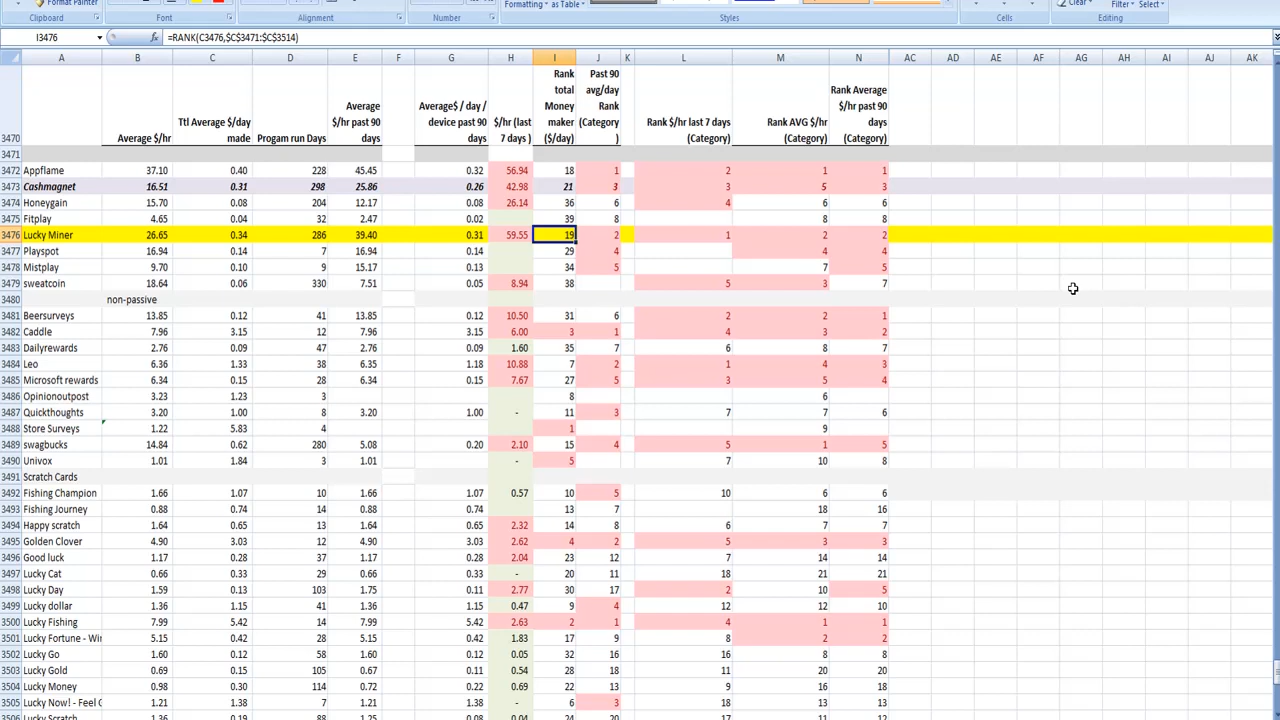 Format Painter Formatting as Table Clear Filter Select
Clipboard Font Alignment Number Styles Cells Editing
I3476 fx =RANK(C3476,$C$3471:$C$3514)
A B C D E F G H I J K L M N AC AD AE AF AG AH AI AJ AK
3470 Average $/hr Ttl Average $/day made Progam run Days Average $/hr past 90 days Average$ / day / device past 90 days $/hr (last 7 days ) Rank total Money maker ($/day) Past 90 avg/day Rank (Category ) Rank $/hr last 7 days (Category) Rank AVG $/hr (Category) Rank Average $/hr past 90 days (Category)
3471
3472 Appflame 37.10 0.40 228 45.45 0.32 56.94 18 1 2 1 1
3473 Cashmagnet 16.51 0.31 298 25.86 0.26 42.98 21 3 3 5 3
3474 Honeygain 15.70 0.08 204 12.17 0.08 26.14 36 6 4 6 6
3475 Fitplay 4.65 0.04 32 2.47 0.02 39 8 8 8
3476 Lucky Miner 26.65 0.34 286 39.40 0.31 59.55 19 2 1 2 2
3477 Playspot 16.94 0.14 7 16.94 0.14 29 4 4 4
3478 Mistplay 9.70 0.10 9 15.17 0.13 34 5 7 5
3479 sweatcoin 18.64 0.06 330 7.51 0.05 8.94 38 5 3 7
3480 non-passive
3481 Beersurveys 13.85 0.12 41 13.85 0.12 10.50 31 6 2 2 1
3482 Caddle 7.96 3.15 12 7.96 3.15 6.00 3 1 4 3 2
3483 Dailyrewards 2.76 0.09 47 2.76 0.09 1.60 35 7 6 8 7
3484 Leo 6.36 1.33 38 6.35 1.18 10.88 7 2 1 4 3
3485 Microsoft rewards 6.34 0.15 28 6.34 0.15 7.67 27 5 3 5 4
3486 Opinionoutpost 3.23 1.23 3 8 6
3487 Quickthoughts 3.20 1.00 8 3.20 1.00 - 11 3 7 7 6
3488 Store Surveys 1.22 5.83 4 1 9
3489 swagbucks 14.84 0.62 280 5.08 0.20 2.10 15 4 5 1 5
3490 Univox 1.01 1.84 3 1.01 - 5 7 10 8
3491 Scratch Cards
3492 Fishing Champion 1.66 1.07 10 1.66 1.07 0.57 10 5 10 6 6
3493 Fishing Journey 0.88 0.74 14 0.88 0.74 13 7 18 16
3494 Happy scratch 1.64 0.65 13 1.64 0.65 2.32 14 8 6 7 7
3495 Golden Clover 4.90 3.03 12 4.90 3.03 2.62 4 2 5 3 3
3496 Good luck 1.17 0.28 37 1.17 0.28 2.04 23 12 7 14 14
3497 Lucky Cat 0.66 0.33 29 0.66 0.33 - 20 11 18 21 21
3498 Lucky Day 1.59 0.13 103 1.75 0.11 2.77 30 17 2 10 5
3499 Lucky dollar 1.36 1.15 41 1.36 1.15 0.47 9 4 12 12 10
3500 Lucky Fishing 7.99 5.42 14 7.99 5.42 2.63 2 1 4 1 1
3501 Lucky Fortune - Wi 5.15 0.42 28 5.15 0.42 1.83 17 9 8 2 2
3502 Lucky Go 1.60 0.12 58 1.60 0.12 0.05 32 16 16 8 8
3503 Lucky Gold 0.69 0.15 105 0.67 0.11 0.54 28 18 11 20 20
3504 Lucky Money 0.98 0.30 114 0.72 0.22 0.69 22 13 9 16 18
3505 Lucky Now! - Feel 1.21 1.38 7 1.21 1.38 - 6 3 18 13 13
3506 Lucky Scratch 1.36 0.19 88 1.36 0.08 0.04 24 20 17 11 11